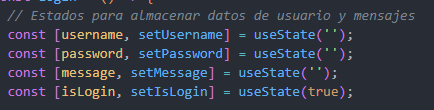 // Estados para almacenar datos de usuario y mensajes
const [username, setUsername] = useState('');
const [password, setPassword] = useState('');
const [message, setMessage] = useState('');
const [isLogin, setIsLogin] = useState(true);